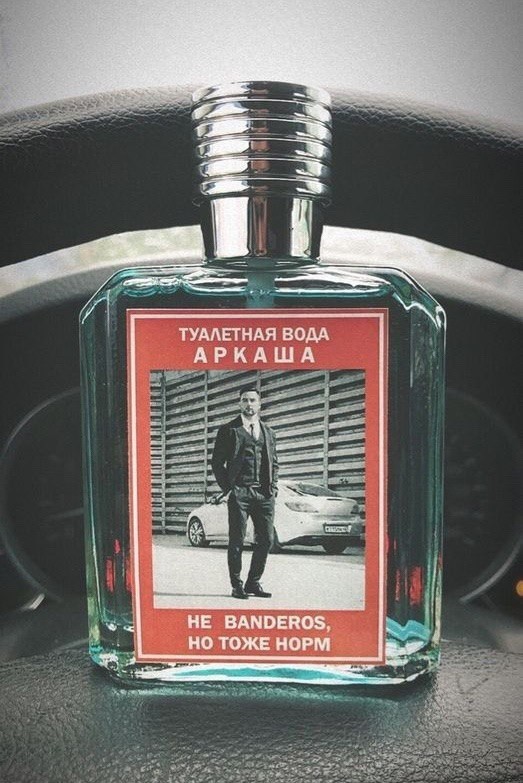 ТУАЛЕТНАЯ ВОДА
АРКАША
НЕ BANDEROS,
НО ТОЖЕ НОРМ